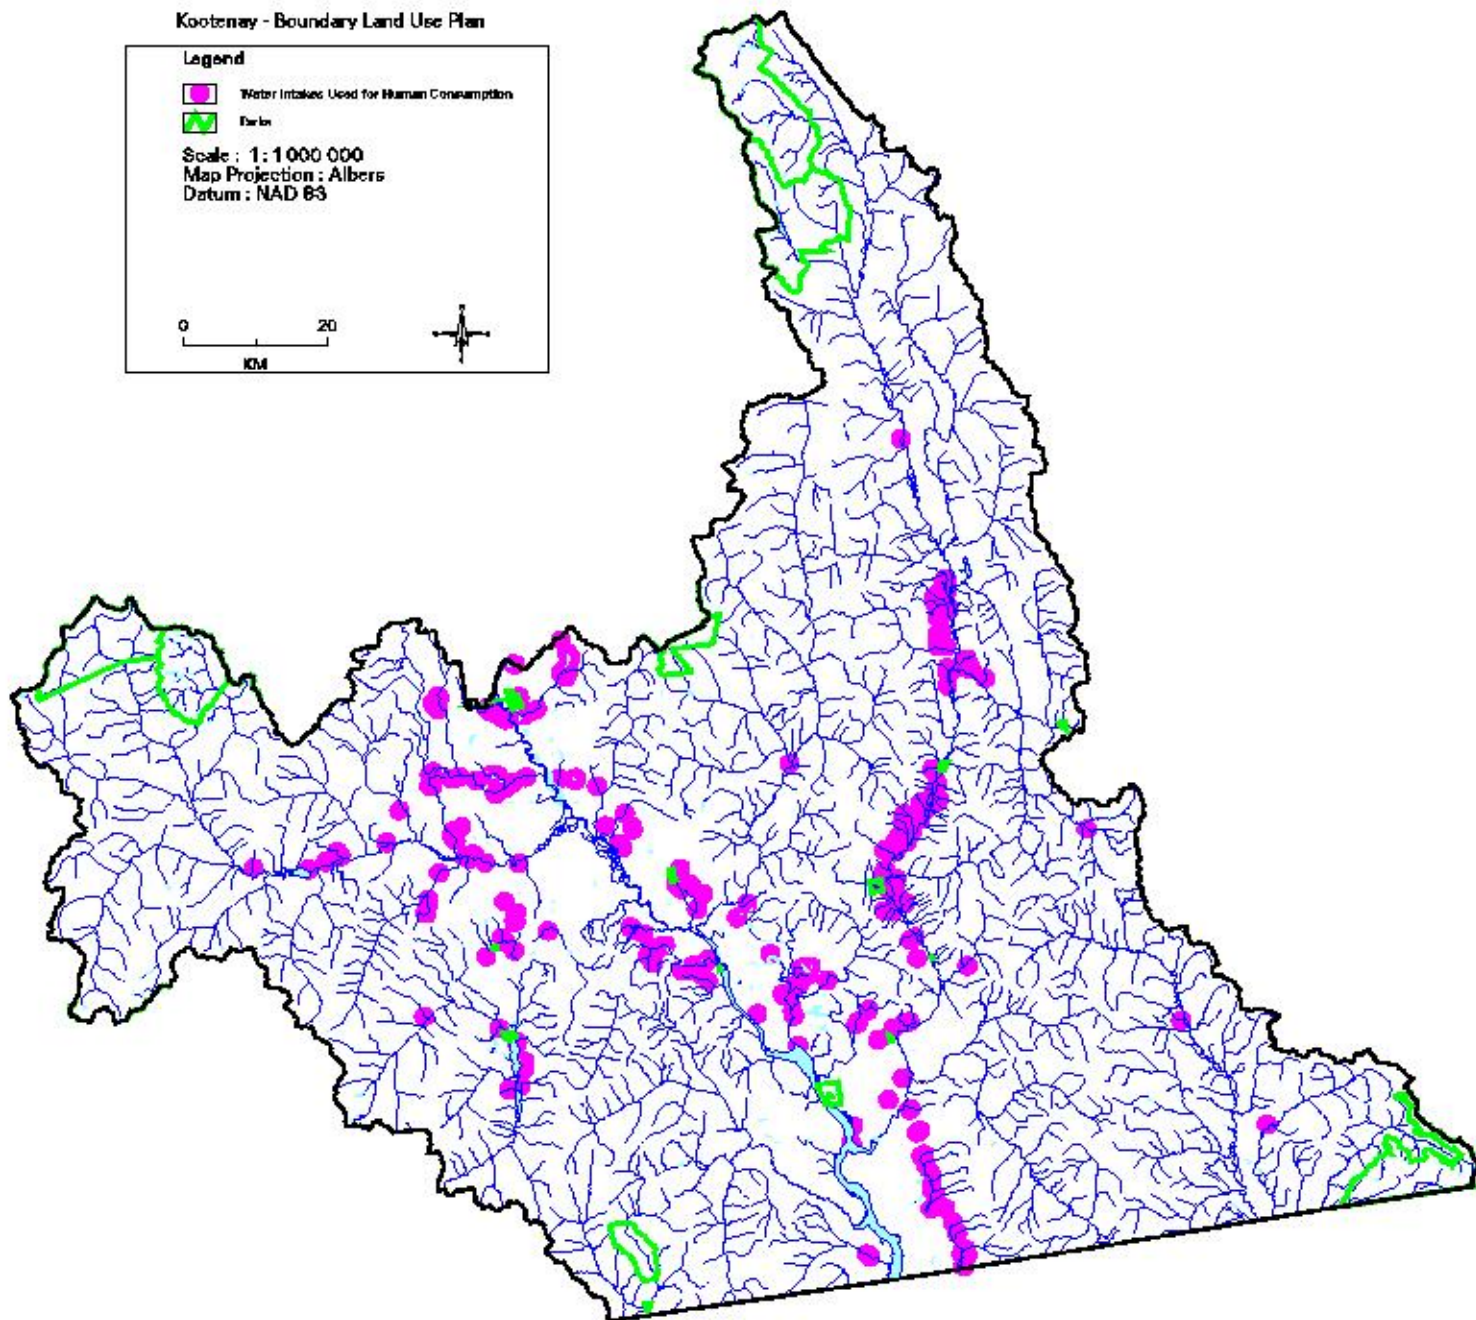 Kootenay - Boundary Land Use Plan
Legend
Water Intakes Used for Human Consumption
Parks
Scale : 1: 1 000 000
Map Projection : Albers
Datum : NAD 83
0 20
KM